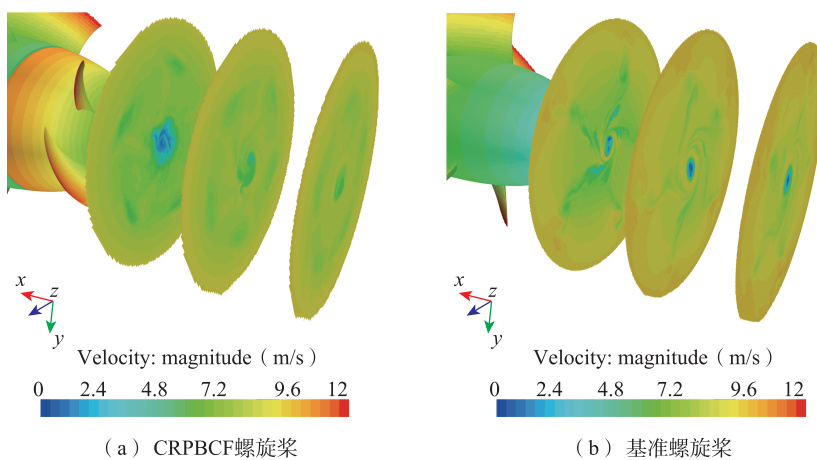 x z
y
Velocity: magnitude（m/s）
0 2.4 4.8 7.2 9.6 12
（a） CRPBCF螺旋桨
x z
y
Velocity: magnitude（m/s）
0 2.4 4.8 7.2 9.6 12
（b） 基准螺旋桨